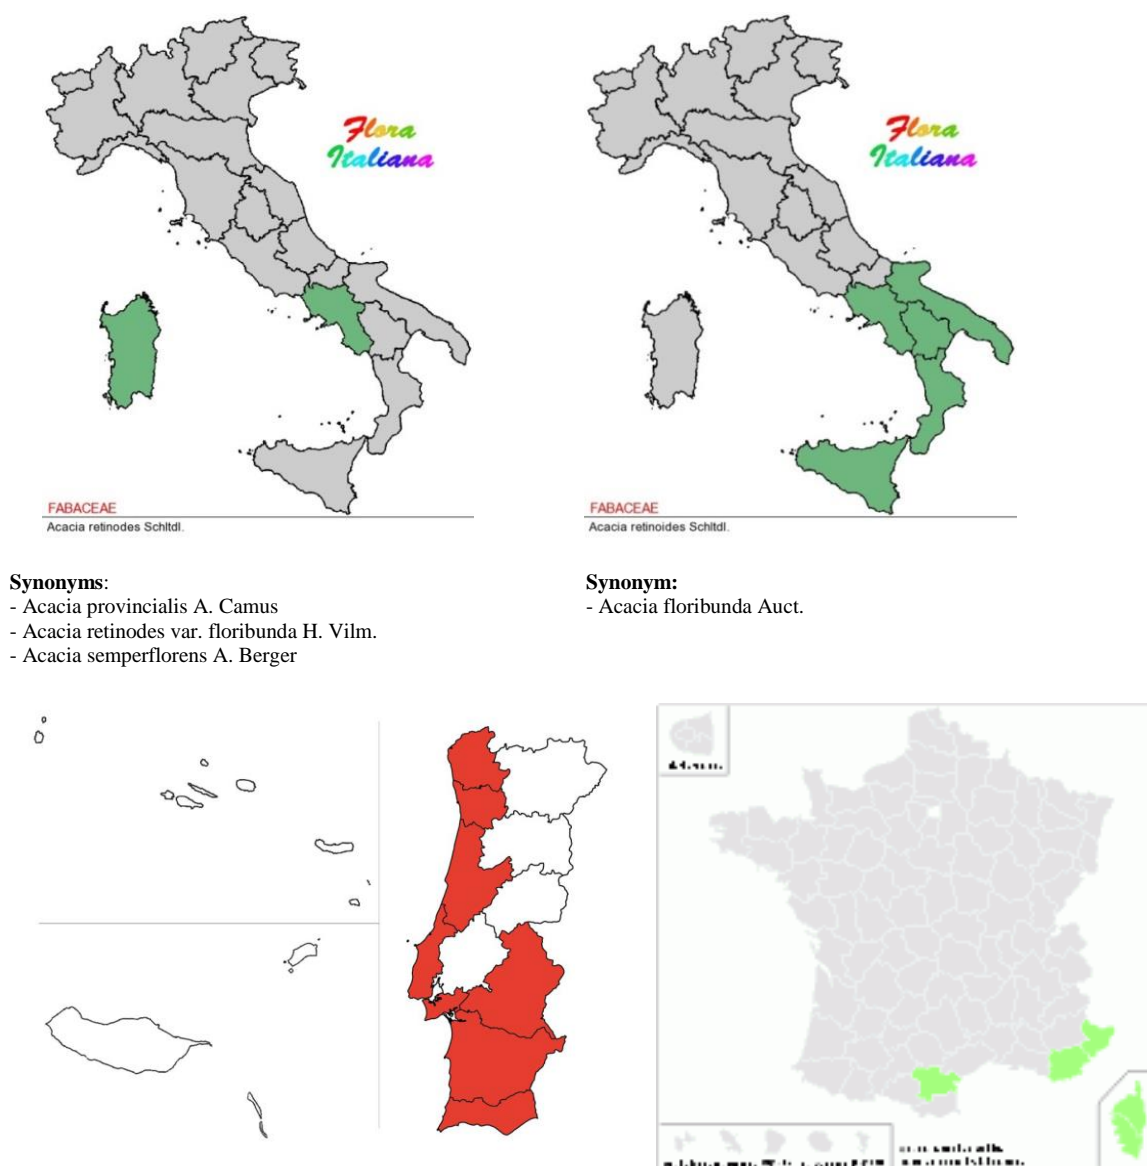 Flora
Italiana
FABACEAE
Acacia retinodes Schltdl.
Flora
Italiana
FABACEAE
Acacia retinoides Schltdl.
Synonyms:
- Acacia provincialis A. Camus
- Acacia retinodes var. floribunda H. Vilm.
- Acacia semperflorens A. Berger
Synonym:
- Acacia floribunda Auct.